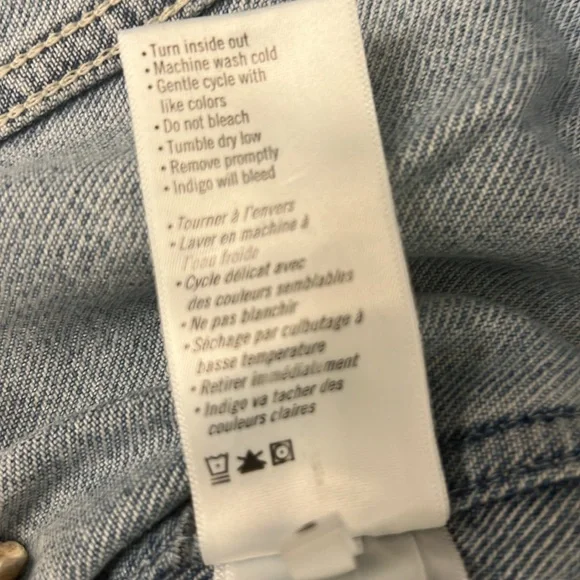 • Turn inside out
• Machine wash cold
• Gentle cycle with
like colors
• Do not bleach
• Tumble dry low
• Remove promptly
• Indigo will bleed
• Tourner à l'envers
• Laver en machine à
l'eau froide
• Cycle délicat avec
des couleurs semblables
• Ne pas blanchir
• Séchage par culbutage à
basse temperature
• Retirer immédiatement
• Indigo va tacher des
couleurs claires